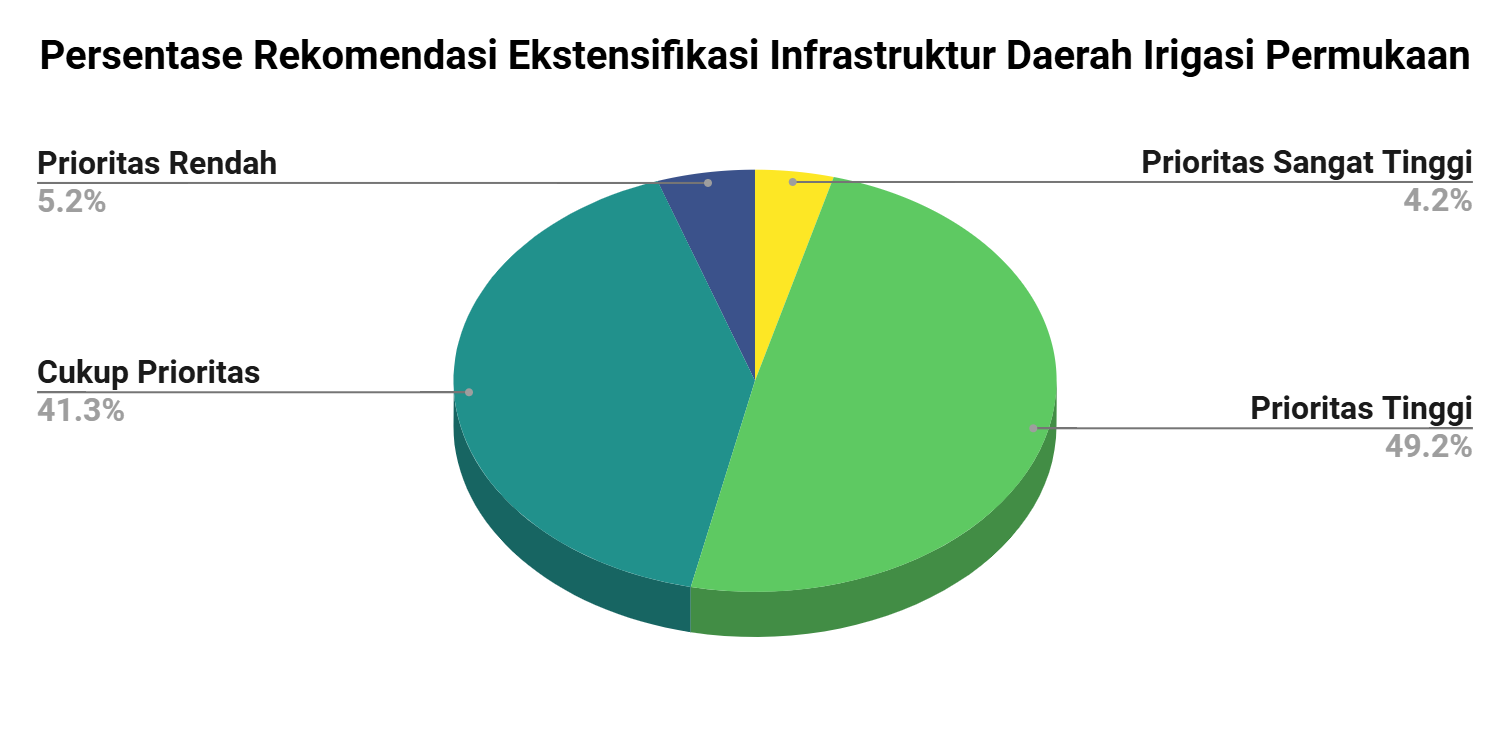 Persentase Rekomendasi Ekstensifikasi Infrastruktur Daerah Irigasi Permukaan
Prioritas Rendah
5.2%
Prioritas Sangat Tinggi
4.2%
Cukup Prioritas
41.3%
Prioritas Tinggi
49.2%